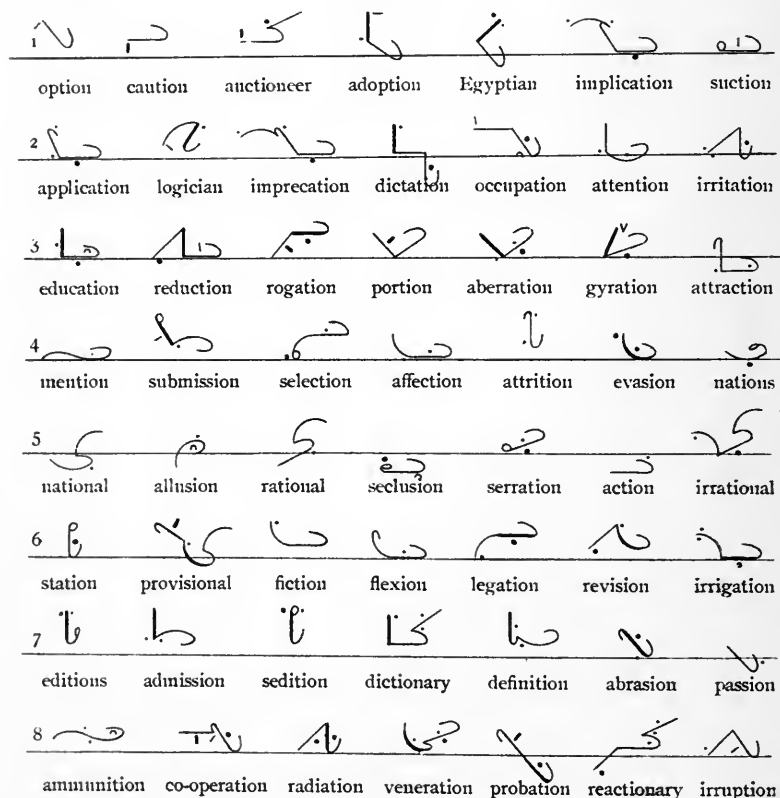 1
option caution auctioneer adoption Egyptian implication suction
2
application logician imprecation dictation occupation attention irritation
3
education reduction rogation portion aberration gyration attraction
4
mention submission selection affection attrition evasion nations
5
national allusion rational seclusion serration action irrational
6
station provisional fiction flexion legation revision irrigation
7
editions admission sedition dictionary definition abrasion passion
8
ammunition co-operation radiation veneration probation reactionary irruption